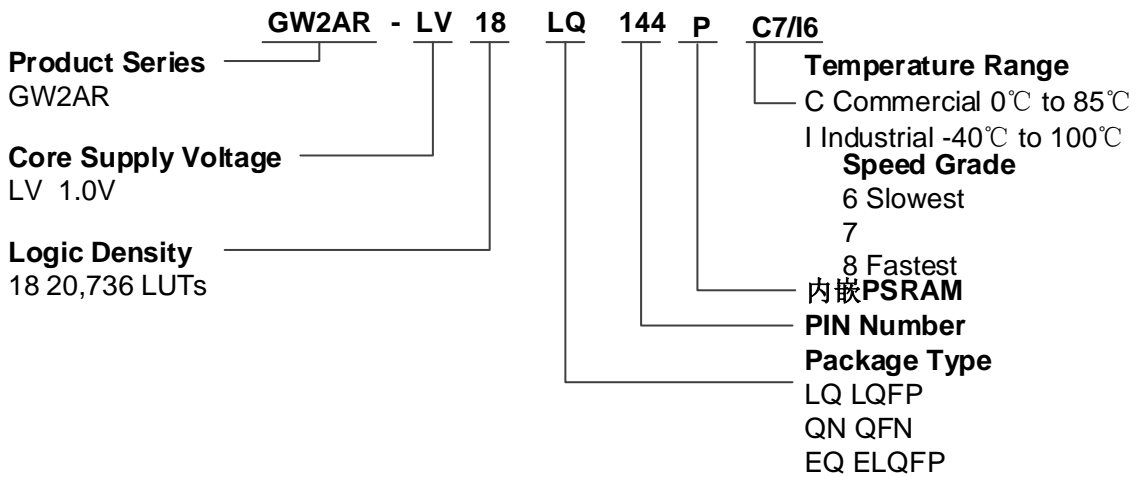 GW2AR - LV 18 LQ 144 P C7/I6
Product Series
GW2AR
Core Supply Voltage
LV 1.0V
Logic Density
18 20,736 LUTs
Temperature Range
C Commercial 0℃ to 85℃
I Industrial -40℃ to 100℃
Speed Grade
6 Slowest
7
8 Fastest
内嵌PSRAM
PIN Number
Package Type
LQ LQFP
QN QFN
EQ ELQFP